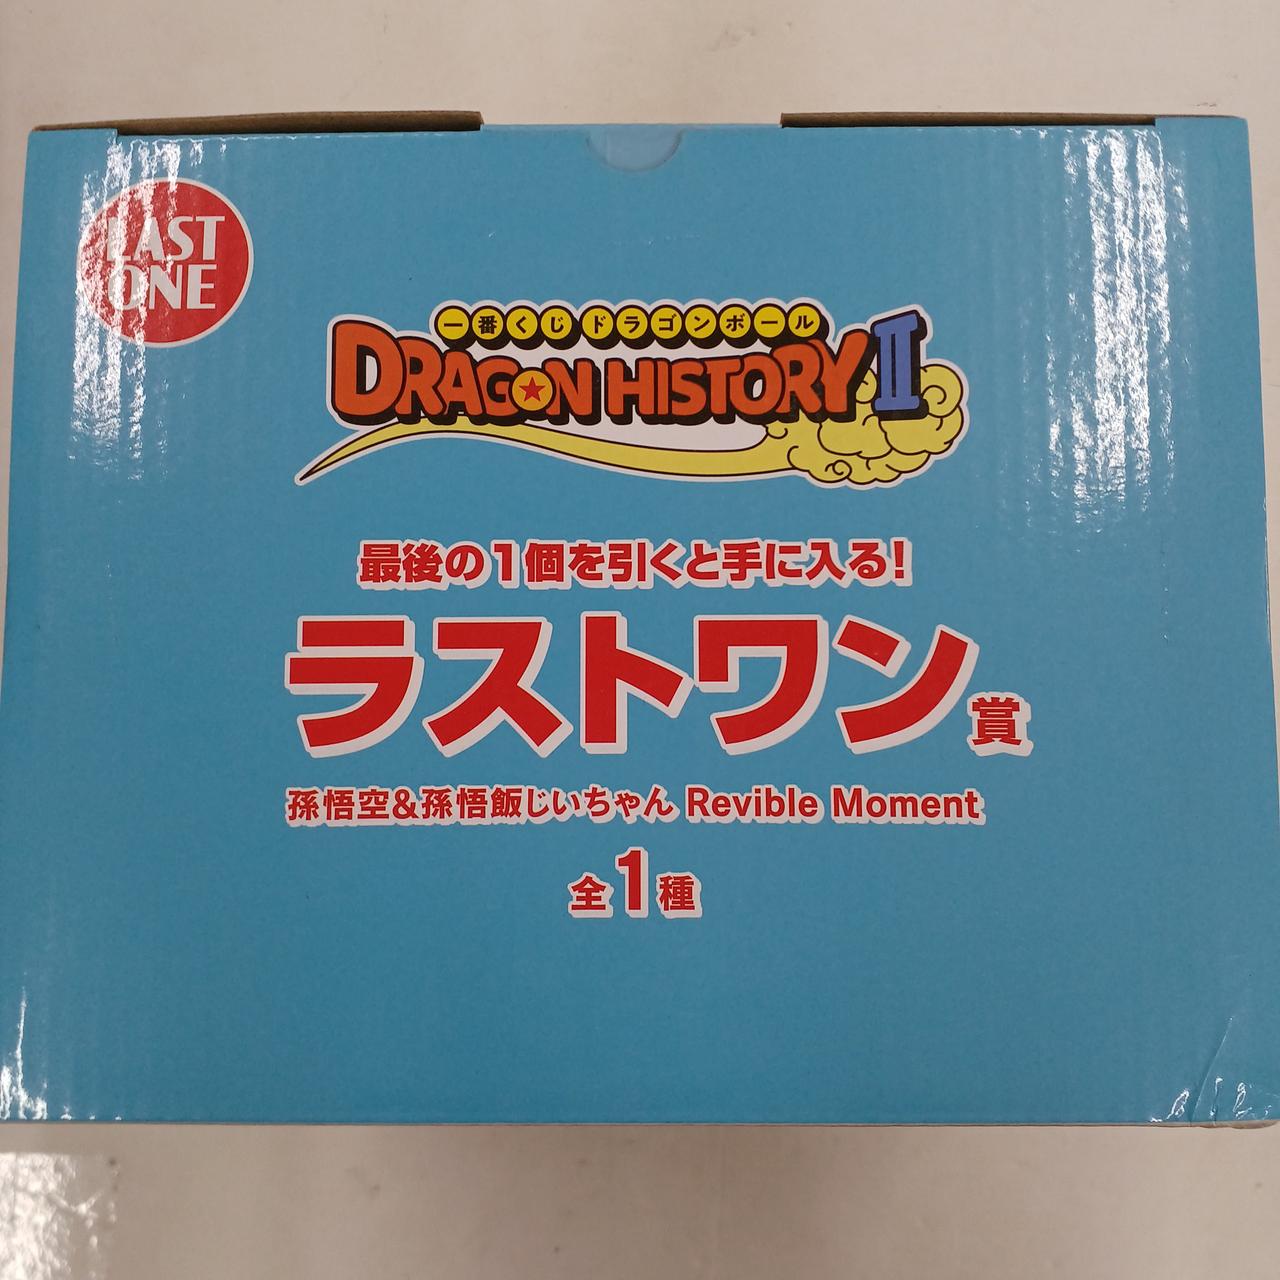 LAST
ONE
一番くじ ドラゴンボール
DRAGON HISTORY II
最後の1個を引くと手に入る!
ラストワン賞
孫悟空&孫悟飯じいちゃん Revible Moment
全1種